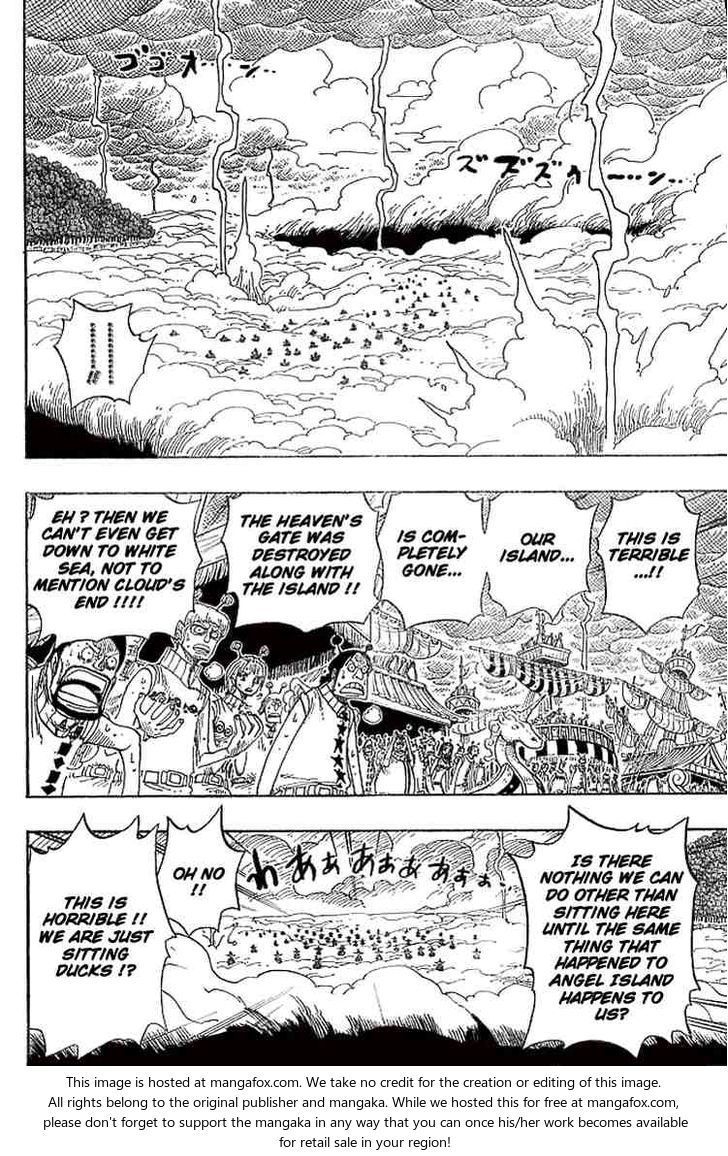 ゴゴオ……ン‥
ズズズゥ……ン‥
THIS IS
TERRIBLE
...!!
OUR
ISLAND...
IS COM-
PLETELY
GONE...
THE HEAVEN'S
GATE WAS
DESTROYED
ALONG WITH
THE ISLAND !!
EH ? THEN WE
CAN'T EVEN GET
DOWN TO WHITE
SEA, NOT TO
MENTION CLOUD'S
END !!!!
IS THERE
NOTHING WE CAN
DO OTHER THAN
SITTING HERE
UNTIL THE SAME
THING THAT
HAPPENED TO
ANGEL ISLAND
HAPPENS TO
US?
わあぁあぁあぁぁ‥
OH NO
!!
THIS IS
HORRIBLE !!
WE ARE JUST
SITTING
DUCKS !?
This image is hosted at mangafox.com. We take no credit for the creation or editing of this image.
All rights belong to the original publisher and mangaka. While we hosted this for free at mangafox.com,
please don't forget to support the mangaka in any way that you can once his/her work becomes available
for retail sale in your region!